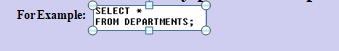 For Example: SELECT *
FROM DEPARTMENTS;